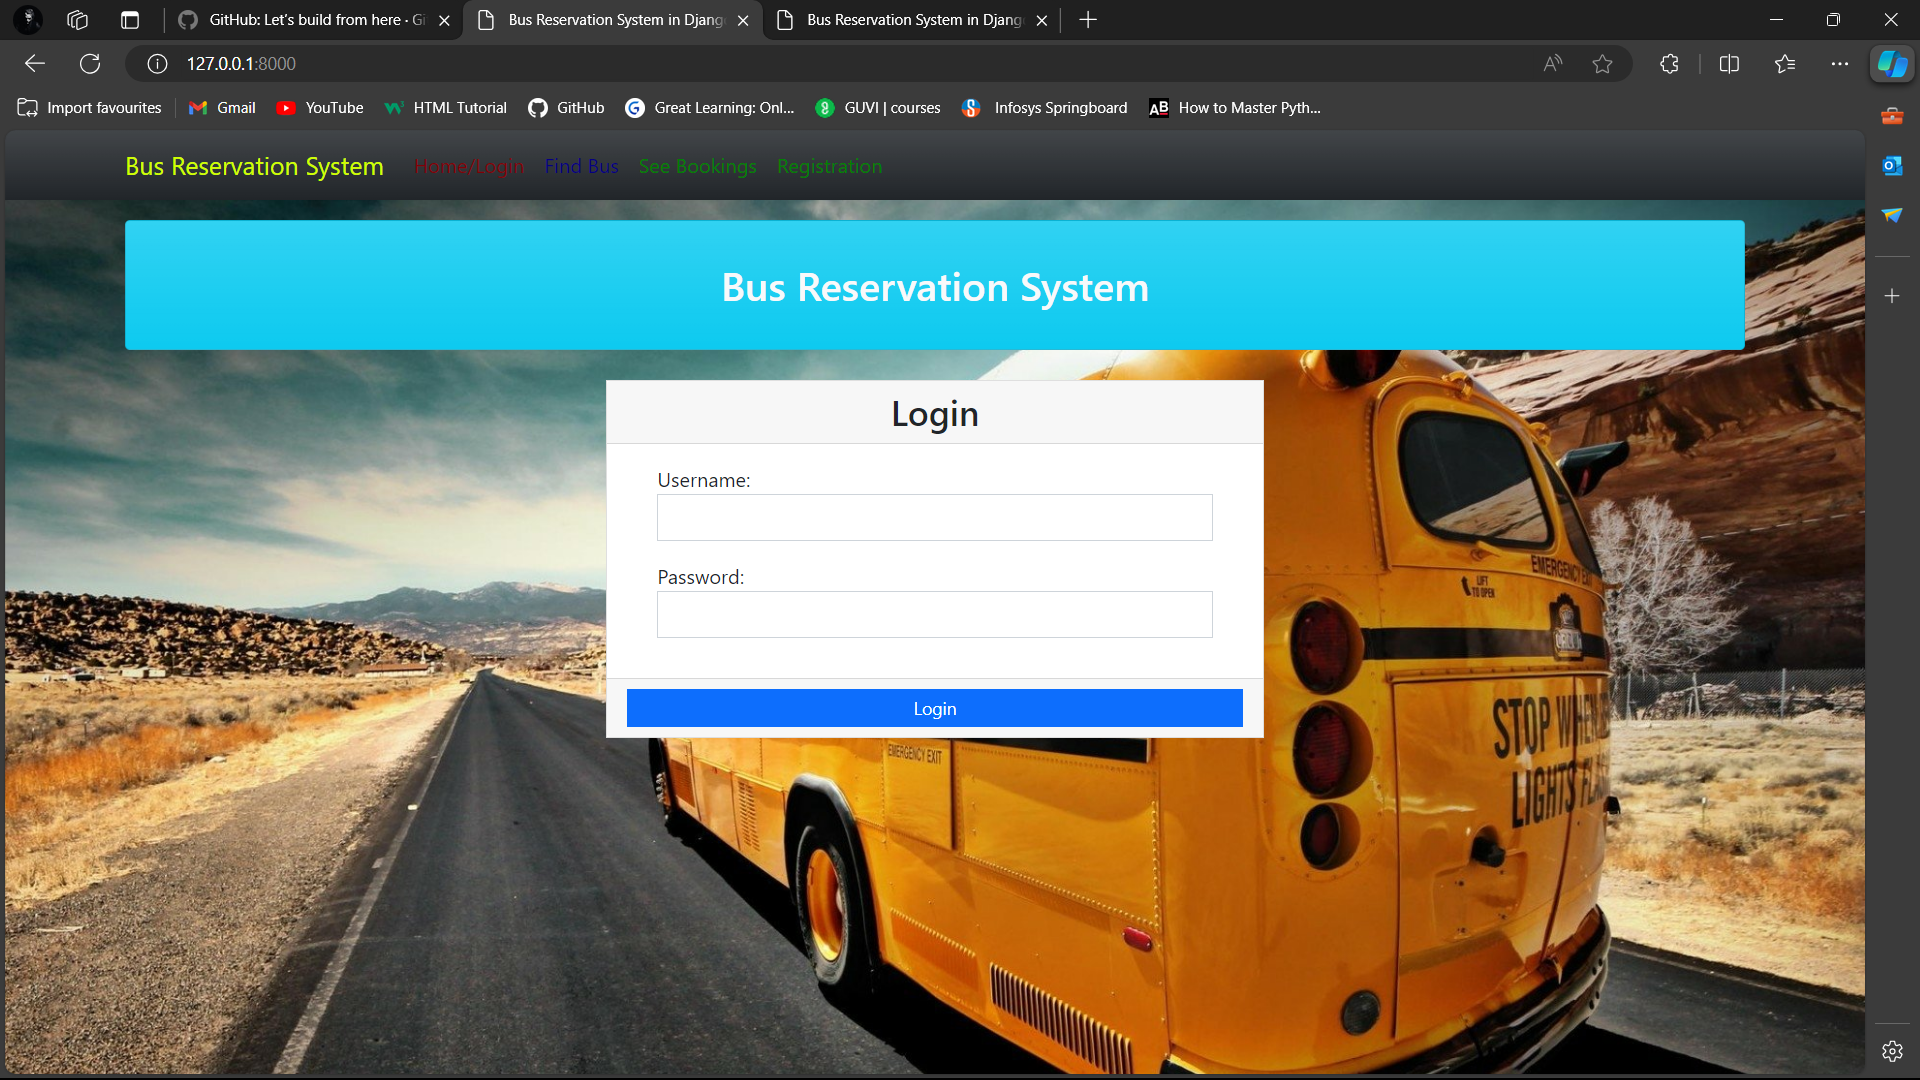 GitHub: Let's build from here · Gi
Bus Reservation System in Djang
Bus Reservation System in Djang
127.0.0.1:8000
Import favourites
Gmail
YouTube
HTML Tutorial
GitHub
Great Learning: Onl...
GUVI | courses
Infosys Springboard
How to Master Pyth...
Bus Reservation System
Home/Login
Find Bus
See Bookings
Registration
Bus Reservation System
Login
Username:
Password:
Login
EMERGENCY EXIT
LIFT
TO OPEN
EMERGENCY EXIT
STOP WHEN
LIGHTS